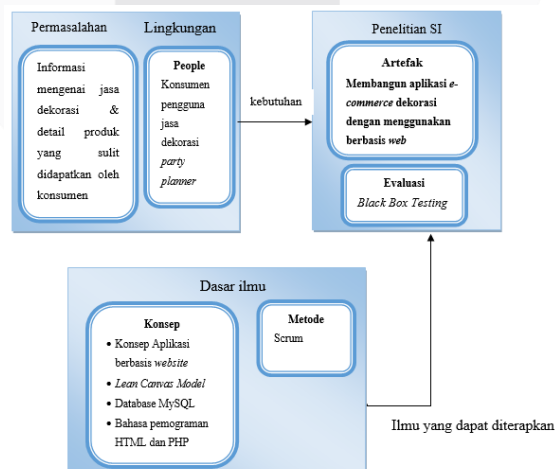 Permasalahan
Lingkungan
Informasi
mengenai jasa
dekorasi &
detail produk
yang sulit
didapatkan oleh
konsumen
People
Konsumen
pengguna
jasa
dekorasi
party
planner
kebutuhan
Penelitian SI
Artefak
Membangun aplikasi e-
commerce dekorasi
dengan menggunakan
berbasis web
Evaluasi
Black Box Testing
Dasar ilmu
Konsep
• Konsep Aplikasi
berbasis website
• Lean Canvas Model
• Database MySQL
• Bahasa pemograman
HTML dan PHP
Metode
Scrum
Ilmu yang dapat diterapkan